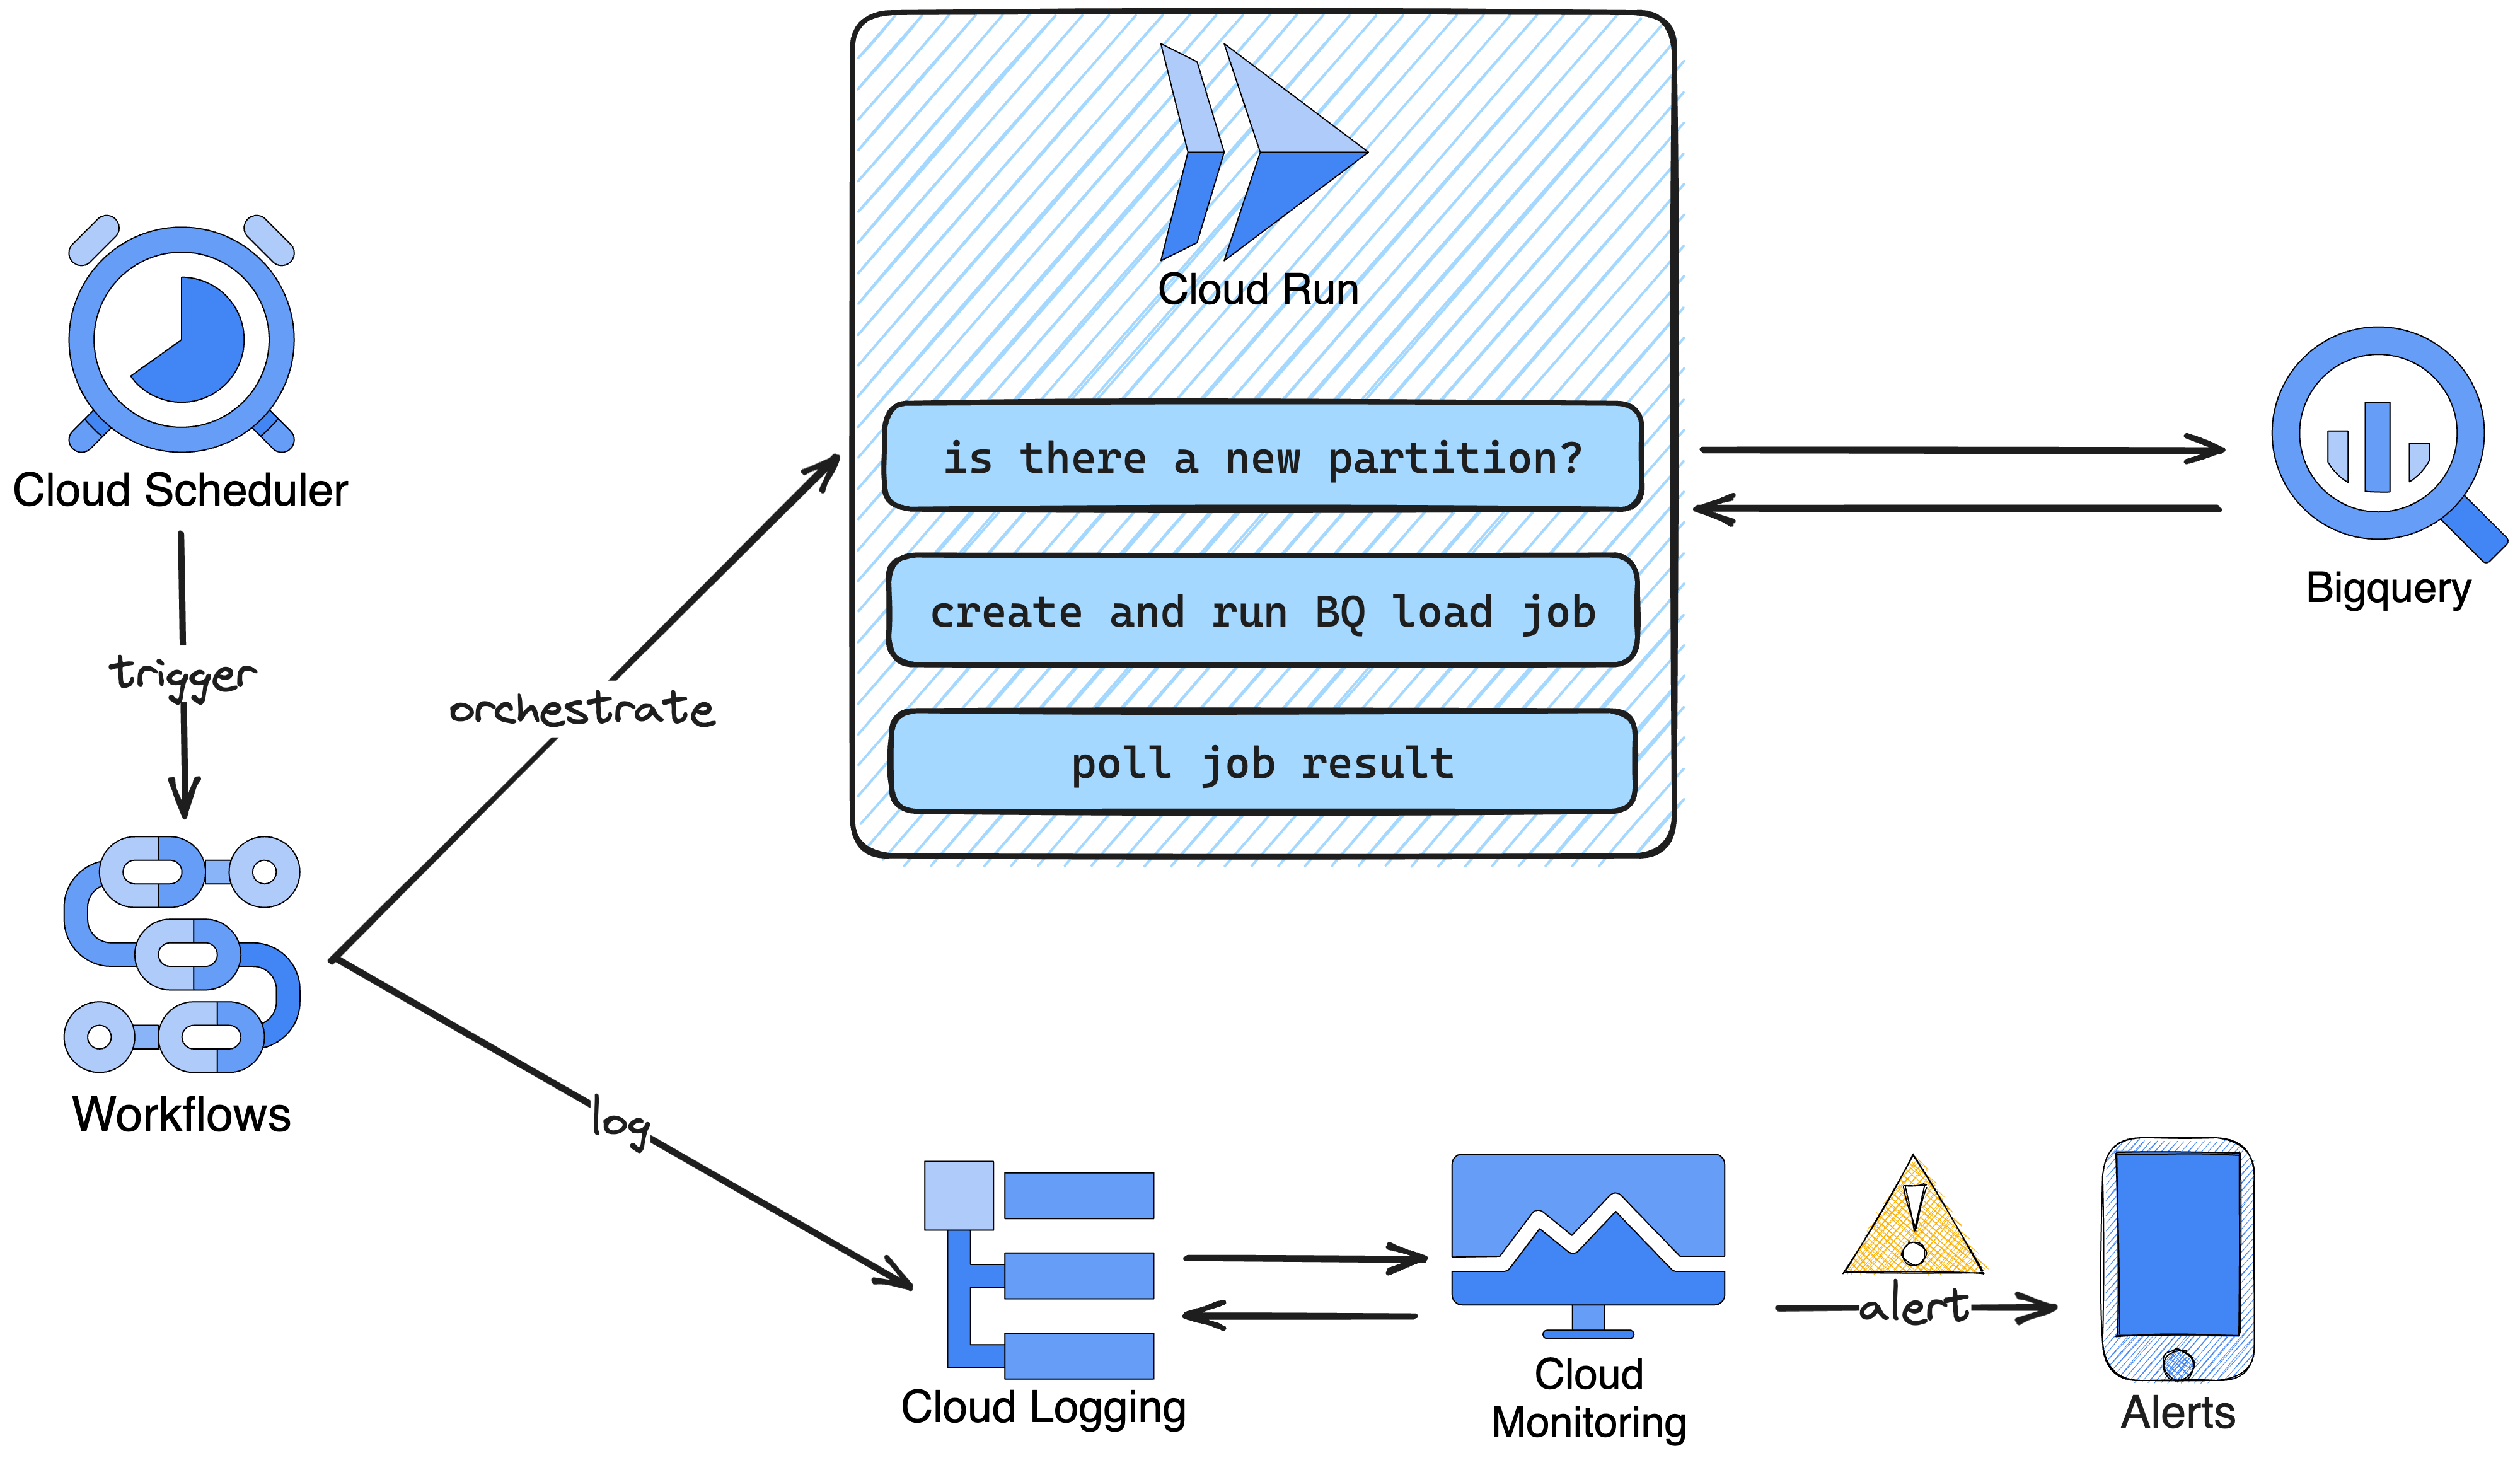 Cloud Run
is there a new partition?
create and run BQ load job
poll job result
Cloud Scheduler
trigger
orchestrate
Bigquery
Workflows
log
Cloud Logging
Cloud
Monitoring
alert
Alerts